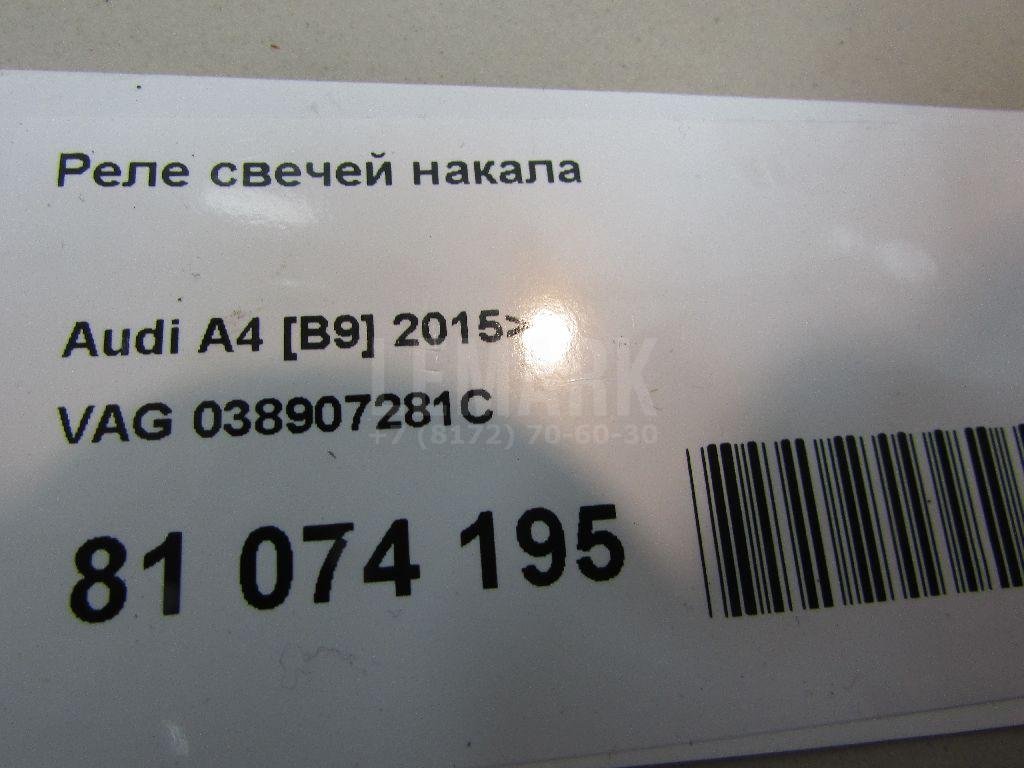 Реле свечей накала
Audi A4 [B9] 2015>
LEMARK
VAG 038907281C
+7 (8172) 70-60-30
81 074 195